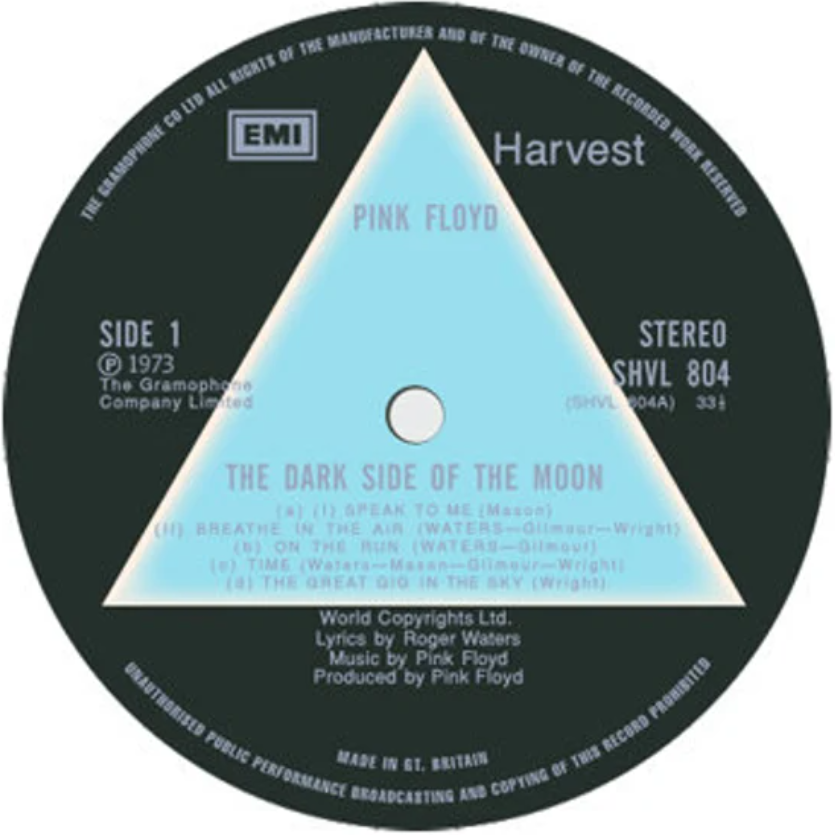 THE GRAMOPHONE CO LTD ALL RIGHTS OF THE MANUFACTURER AND OF THE OWNER OF THE RECORDED WORK RESERVED
EMI
Harvest
PINK FLOYD
SIDE 1
STEREO
℗ 1973
SHVL 804
The Gramophone
Company Limited
(SHVL 804A) 33⅓
THE DARK SIDE OF THE MOON
(a) (I) SPEAK TO ME (Mason)
(II) BREATHE IN THE AIR (WATERS—Gilmour—Wright)
(b) ON THE RUN (WATERS—Gilmour)
(c) TIME (Waters—Mason—Gilmour—Wright)
(d) THE GREAT GIG IN THE SKY (Wright)
World Copyrights Ltd.
Lyrics by Roger Waters
Music by Pink Floyd
Produced by Pink Floyd
MADE IN GT. BRITAIN
UNAUTHORISED PUBLIC PERFORMANCE BROADCASTING AND COPYING OF THIS RECORD PROHIBITED